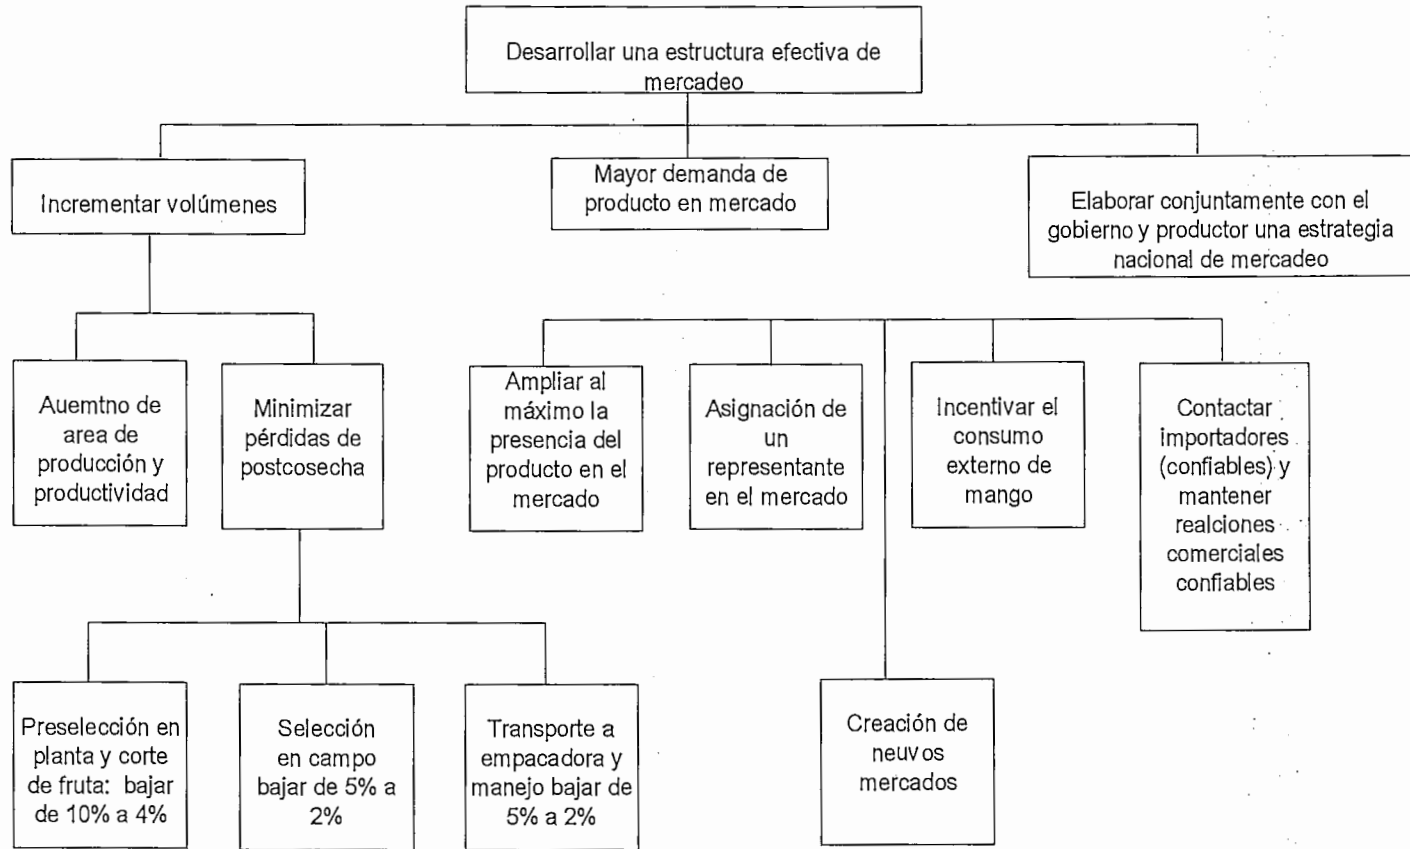 Desarrollar una estructura efectiva de
mercadeo
Incrementar volúmenes
Mayor demanda de
producto en mercado
Elaborar conjuntamente con el
gobierno y productor una estrategia
nacional de mercadeo
Auemtno de
area de
producción y
productividad
Minimizar
pérdidas de
postcosecha
Ampliar al
máximo la
presencia del
producto en el
mercado
Asignación de
un
representante
en el mercado
Incentivar el
consumo
externo de
mango
Contactar
importadores
(confiables) y
mantener
realciones
comerciales
confiables
Preselección en
planta y corte
de fruta: bajar
de 10% a 4%
Selección
en campo
bajar de 5% a
2%
Transporte a
empacadora y
manejo bajar de
5% a 2%
Creación de
neuvos
mercados